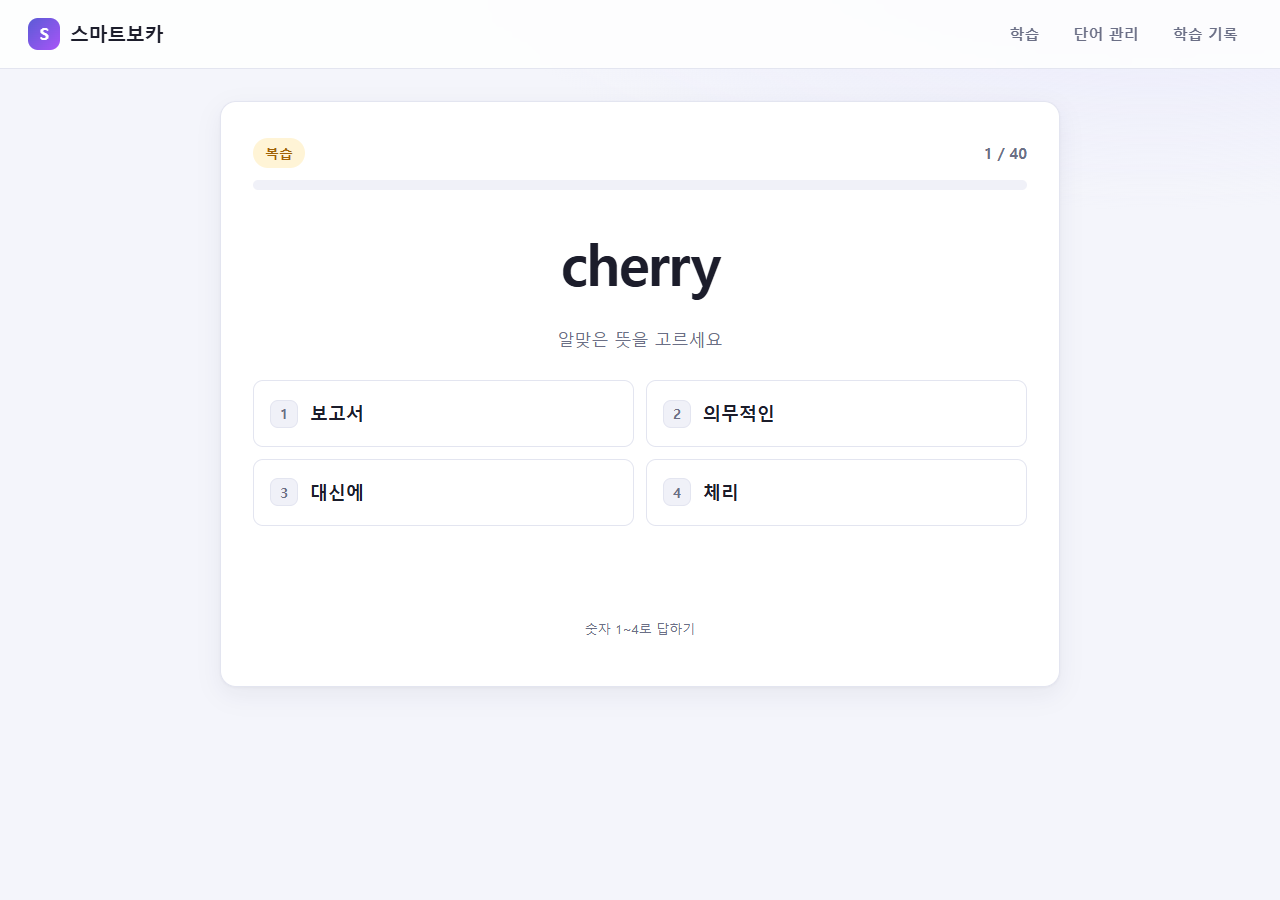 S 스마트보카 학습 단어 관리 학습 기록
복습 1 / 40
cherry
알맞은 뜻을 고르세요
1 보고서 2 의무적인
3 대신에 4 체리
숫자 1~4로 답하기